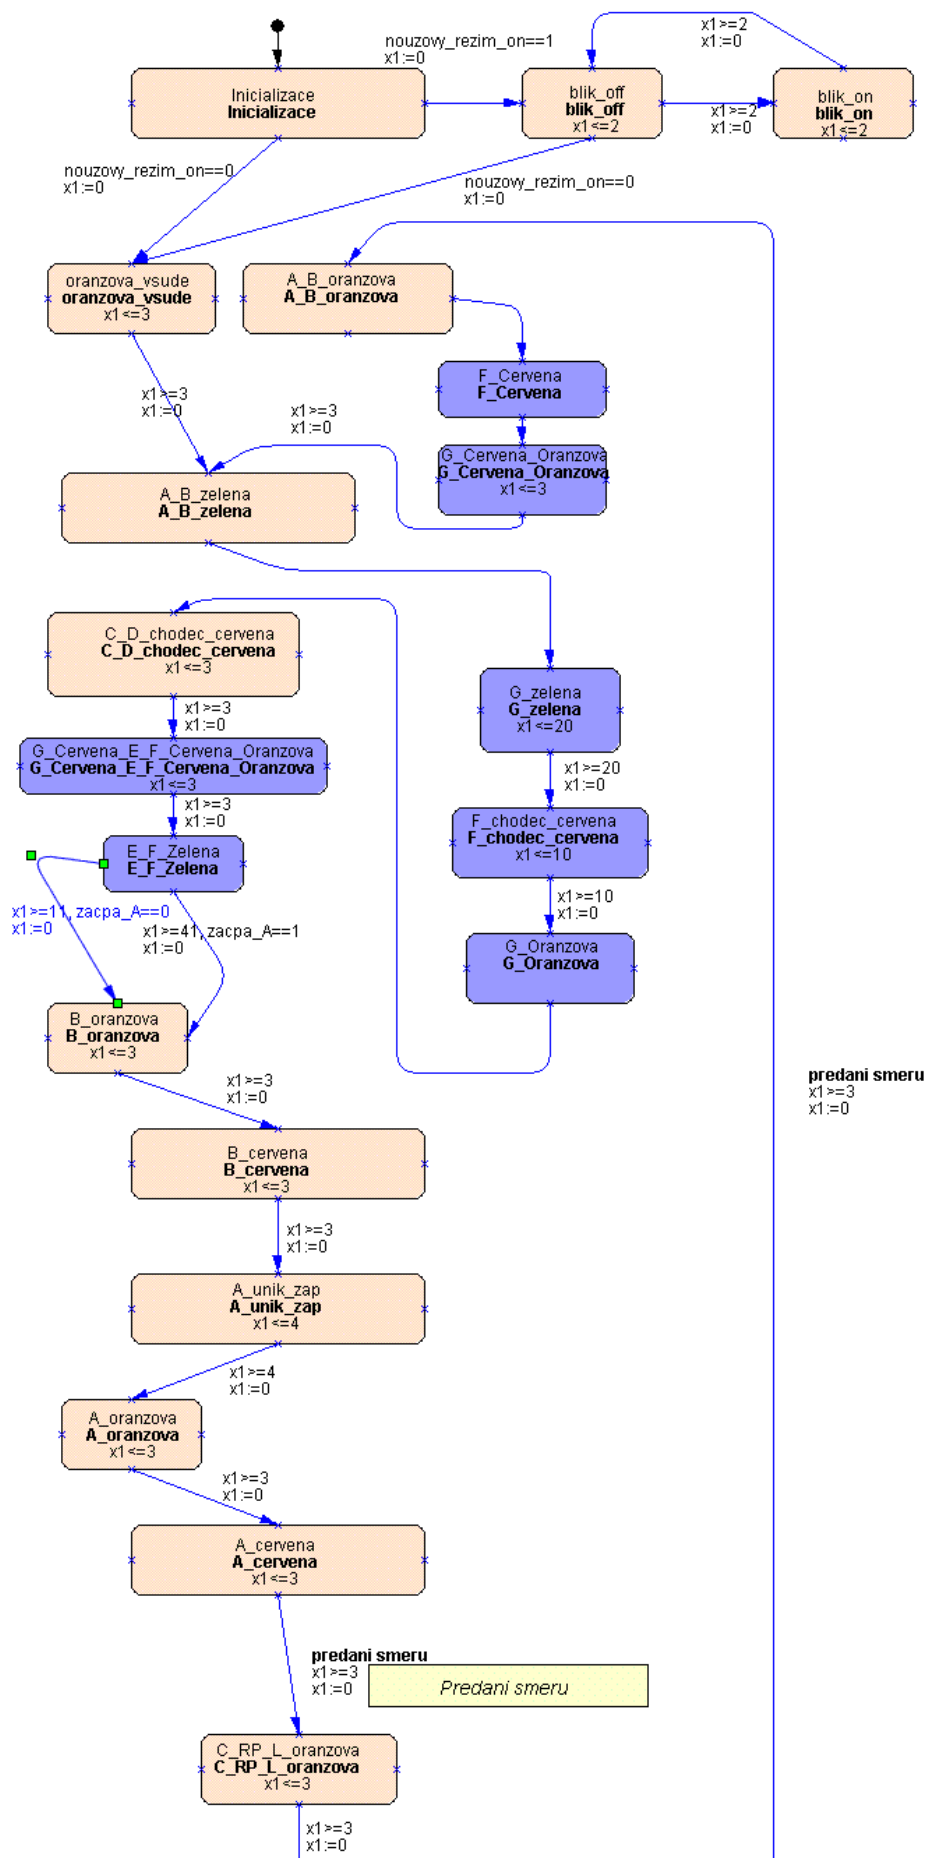 nouzovy_rezim_on==1
x1:=0
x1>=2
x1:=0
Inicializace
Inicializace
blik_off
blik_off
x1<=2
x1>=2
x1:=0
blik_on
blik_on
x1<=2
nouzovy_rezim_on==0
x1:=0
nouzovy_rezim_on==0
x1:=0
oranzova_vsude
oranzova_vsude
x1<=3
A_B_oranzova
A_B_oranzova
F_Cervena
F_Cervena
x1>=3
x1:=0
x1>=3
x1:=0
G_Cervena_Oranzova
G_Cervena_Oranzova
x1<=3
A_B_zelena
A_B_zelena
C_D_chodec_cervena
C_D_chodec_cervena
x1<=3
G_zelena
G_zelena
x1<=20
x1>=3
x1:=0
G_Cervena_E_F_Cervena_Oranzova
G_Cervena_E_F_Cervena_Oranzova
x1<=3
x1>=20
x1:=0
x1>=3
x1:=0
F_chodec_cervena
F_chodec_cervena
x1<=10
E_F_Zelena
E_F_Zelena
x1>=11, zacpa_A==0
x1:=0
x1>=41, zacpa_A==1
x1:=0
x1>=10
x1:=0
G_Oranzova
G_Oranzova
B_oranzova
B_oranzova
x1<=3
x1>=3
x1:=0
predani smeru
x1>=3
x1:=0
B_cervena
B_cervena
x1<=3
x1>=3
x1:=0
A_unik_zap
A_unik_zap
x1<=4
x1>=4
x1:=0
A_oranzova
A_oranzova
x1<=3
x1>=3
x1:=0
A_cervena
A_cervena
x1<=3
predani smeru
x1>=3
x1:=0
Predani smeru
C_RP_L_oranzova
C_RP_L_oranzova
x1<=3
x1>=3
x1:=0